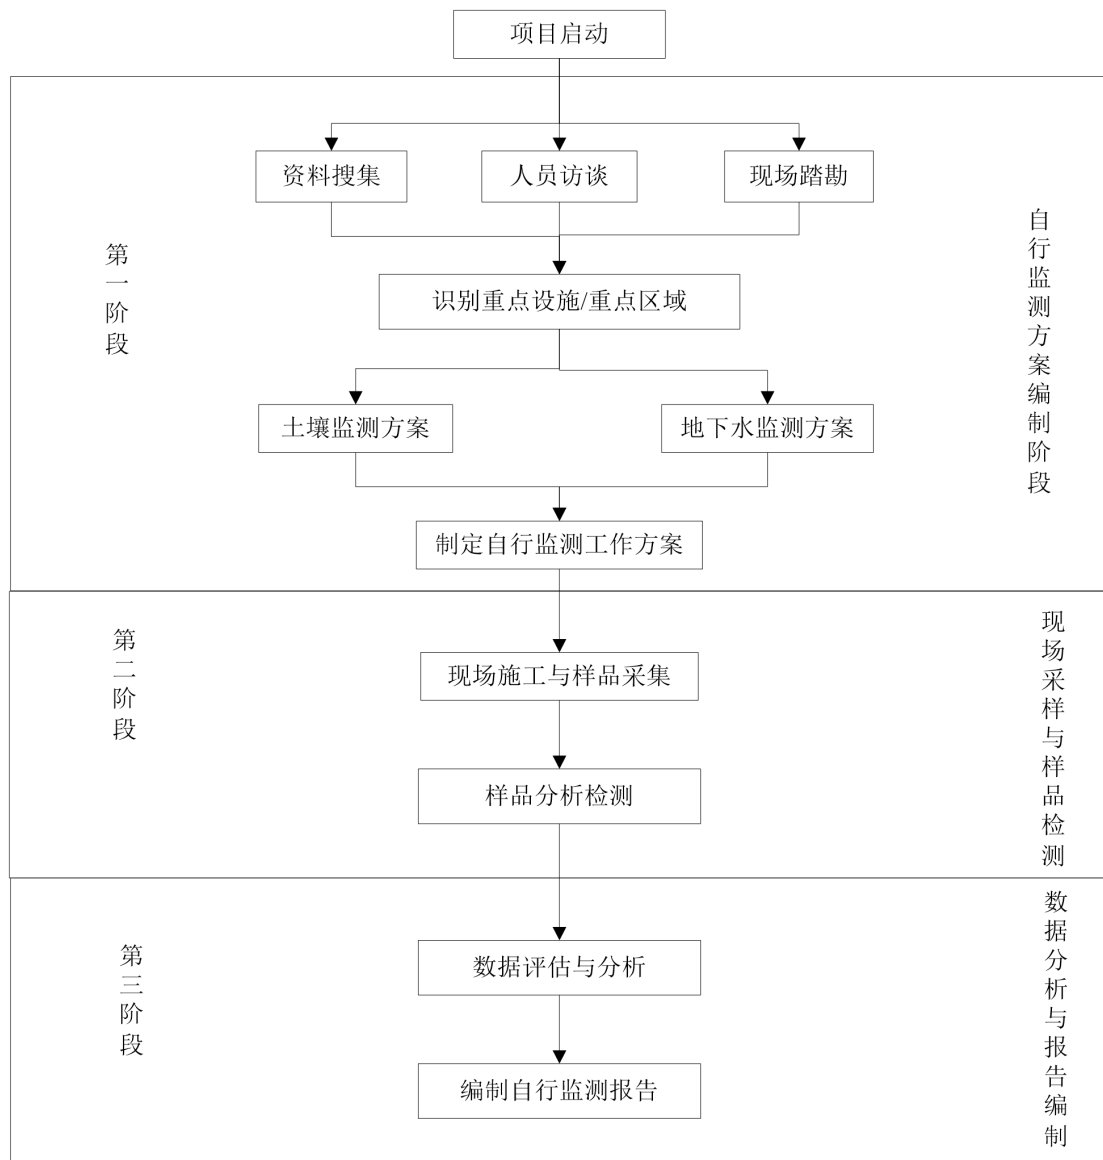 项目启动
资料搜集
人员访谈
现场踏勘
第一阶段
自行监测方案编制阶段
识别重点设施/重点区域
土壤监测方案
地下水监测方案
制定自行监测工作方案
第二阶段
现场采样与样品检测
现场施工与样品采集
样品分析检测
第三阶段
数据分析与报告编制
数据评估与分析
编制自行监测报告